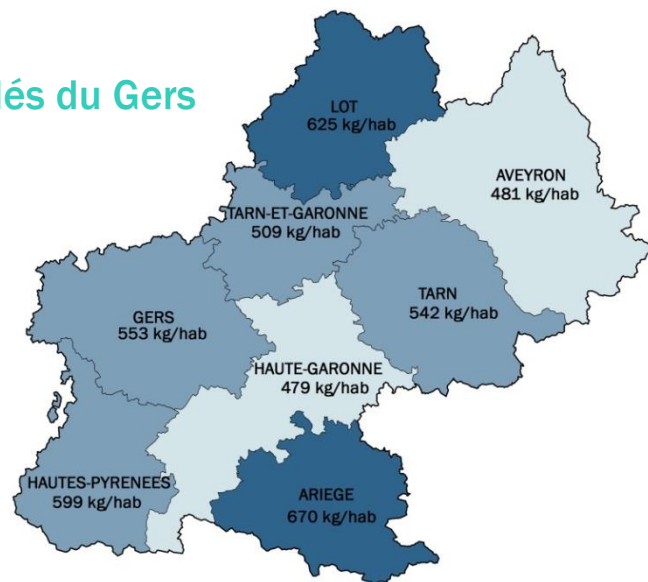 lés du Gers
LOT
625 kg/hab
AVEYRON
481 kg/hab
TARN-ET-GARONNE
509 kg/hab
TARN
542 kg/hab
GERS
553 kg/hab
HAUTE-GARONNE
479 kg/hab
HAUTES-PYRENEES
599 kg/hab
ARIEGE
670 kg/hab